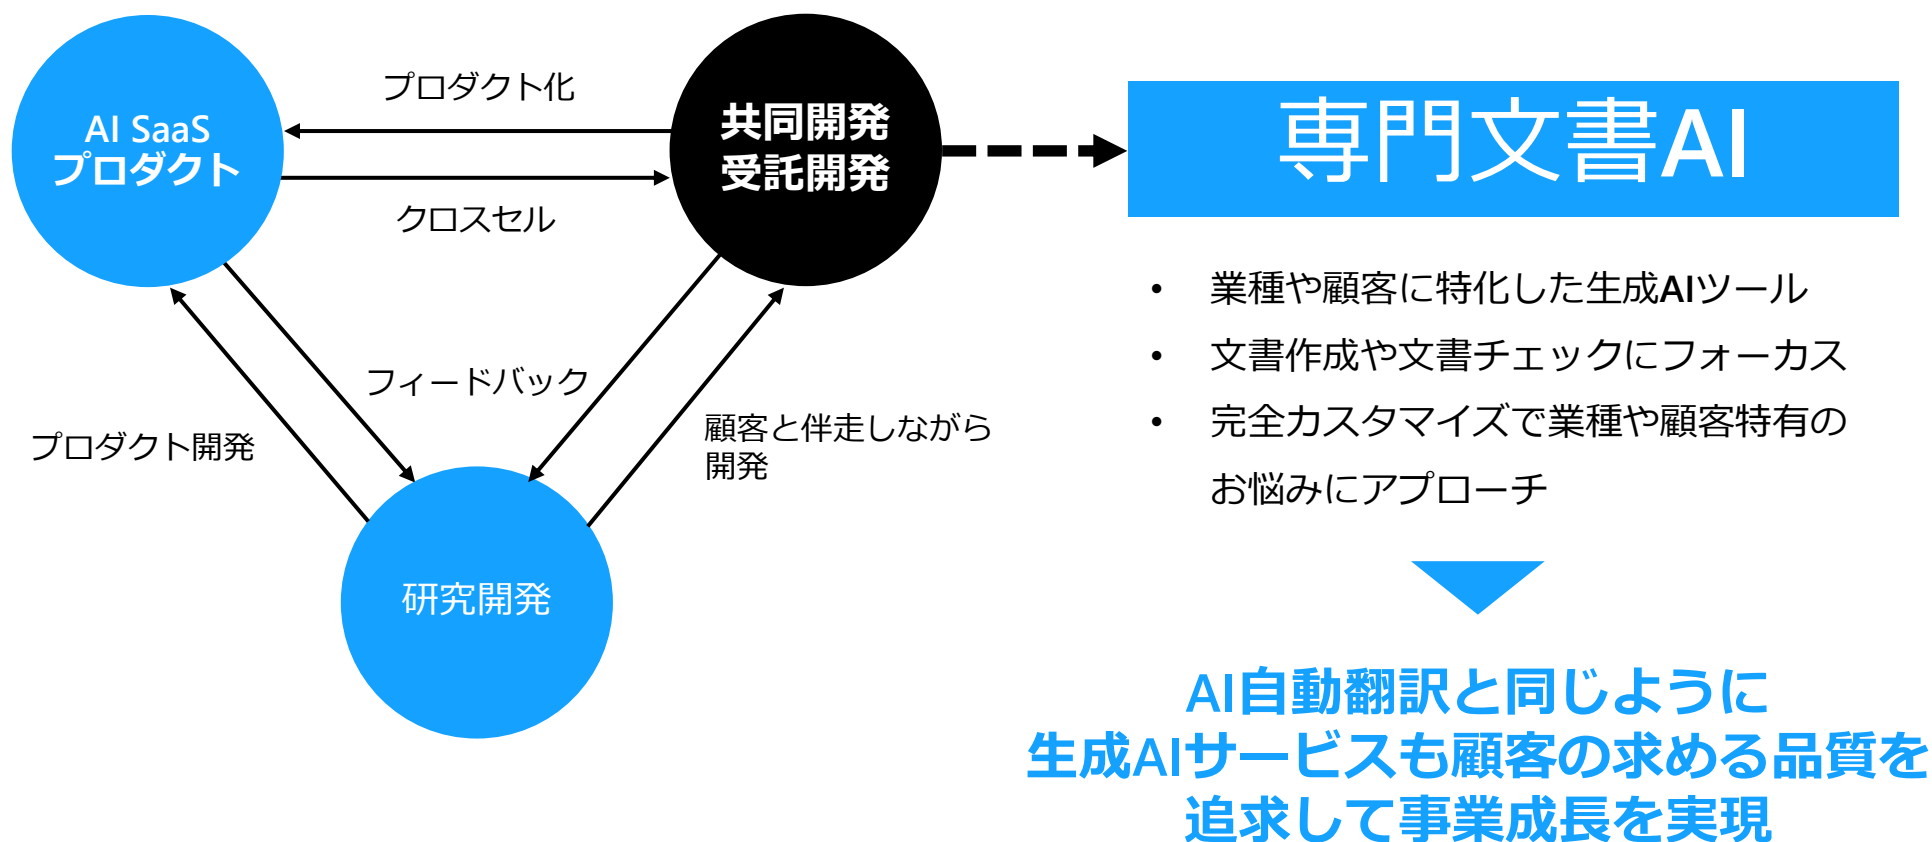 AI SaaS
プロダクト
プロダクト化
クロスセル
共同開発
受託開発
フィードバック
プロダクト開発
顧客と伴走しながら
開発
研究開発
専門文書AI
• 業種や顧客に特化した生成AIツール
• 文書作成や文書チェックにフォーカス
• 完全カスタマイズで業種や顧客特有の
お悩みにアプローチ
AI自動翻訳と同じように
生成AIサービスも顧客の求める品質を
追求して事業成長を実現